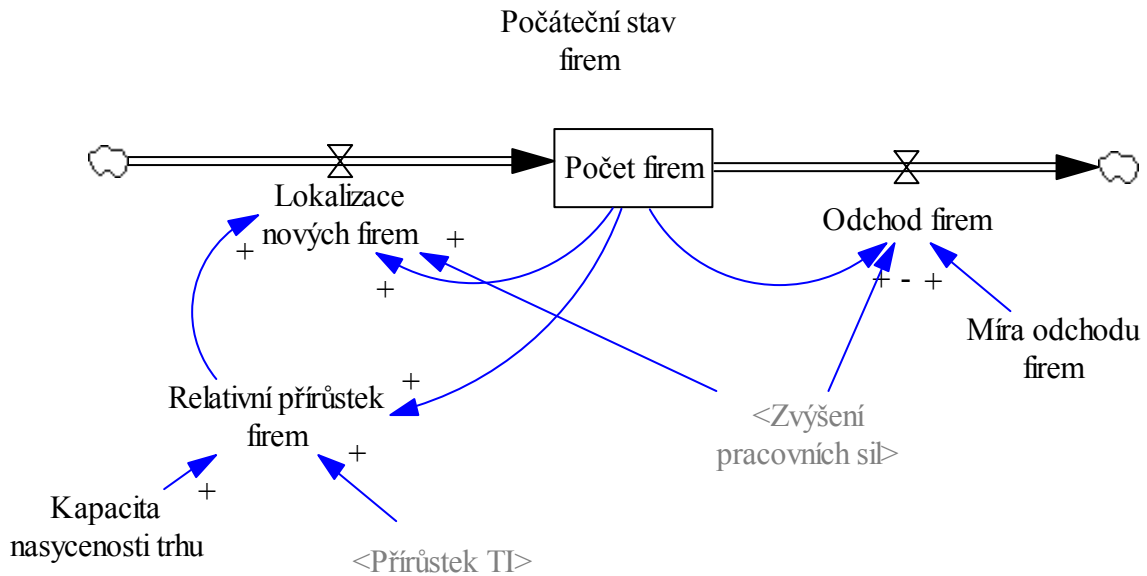 Počáteční stav
firem
Počet firem
Lokalizace
nových firem
+
+
+
Odchod firem
+ - +
Míra odchodu
firem
Relativní přírůstek
firem
+
+
+
<Zvýšení
pracovních sil>
Kapacita
nasycenosti trhu
<Přírůstek TI>